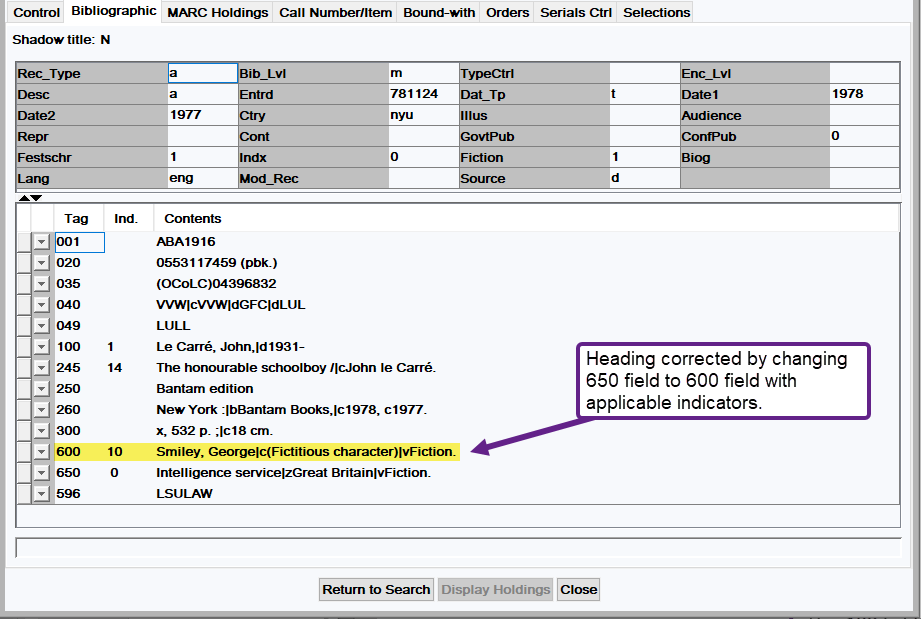 Control Bibliographic MARC Holdings Call Number/Item Bound-with Orders Serials Ctrl Selections
Shadow title: N
Rec_Type a Bib_Lvl m TypeCtrl Enc_Lvl
Desc a Entrd 781124 Dat_Tp t Date1 1978
Date2 1977 Ctry nyu Illus Audience
Repr Cont GovtPub ConfPub 0
Festschr 1 Indx 0 Fiction 1 Biog
Lang eng Mod_Rec Source d
Tag Ind. Contents
001 ABA1916
020 0553117459 (pbk.)
035 (OCoLC)04396832
040 VVW|cVVW|dGFC|dLUL
049 LULL
100 1 Le Carré, John,|d1931-
245 14 The honourable schoolboy /|cJohn le Carré.
250 Bantam edition
260 New York :|bBantam Books,|c1978, c1977.
300 x, 532 p. ;|c18 cm.
600 10 Smiley, George|c(Fictitious character)|vFiction.
650 0 Intelligence service|zGreat Britain|vFiction.
596 LSULAW
Heading corrected by changing
650 field to 600 field with
applicable indicators.
Return to Search Display Holdings Close